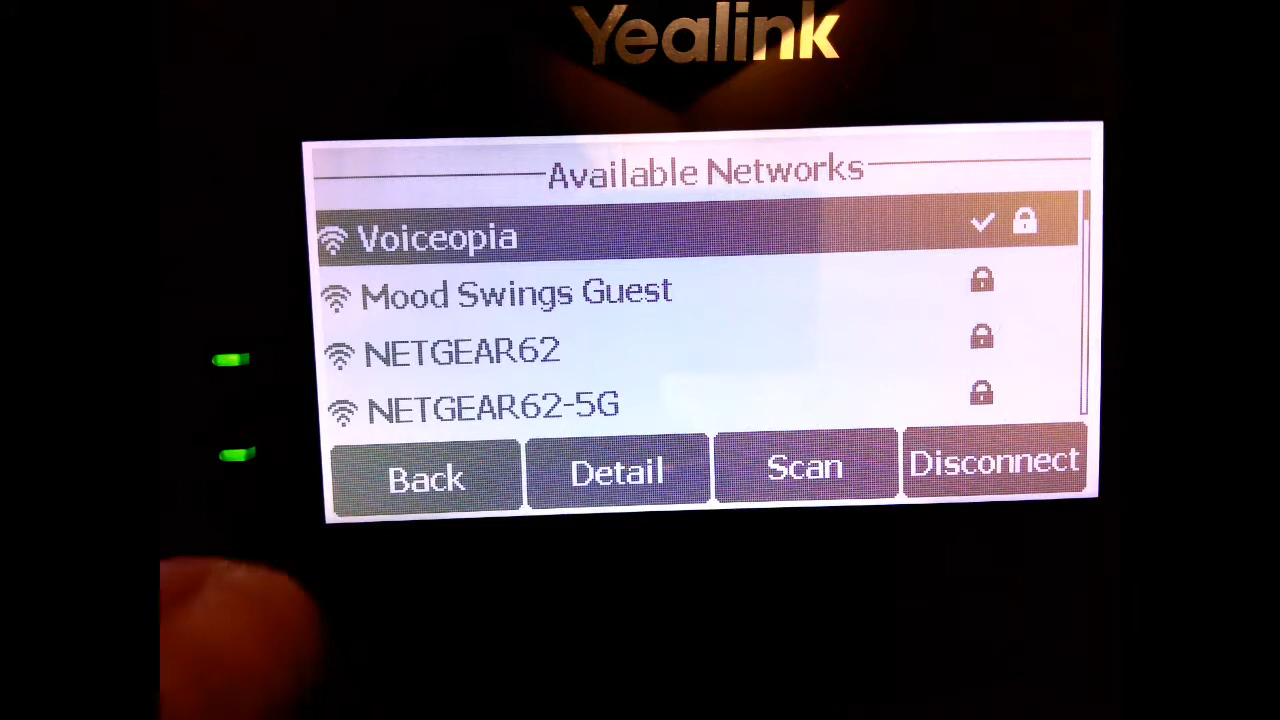 Yealink
Available Networks
Voiceopia
Mood Swings Guest
NETGEAR62
NETGEAR62-5G
Back Detail Scan Disconnect